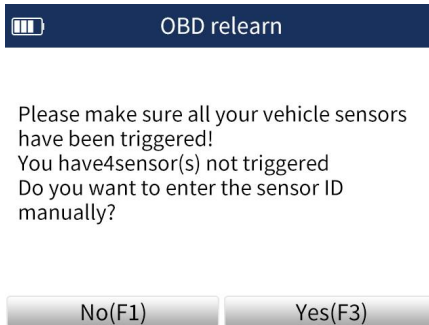 OBD relearn
Please make sure all your vehicle sensors
have been triggered!
You have4sensor(s) not triggered
Do you want to enter the sensor ID
manually?
No(F1) Yes(F3)